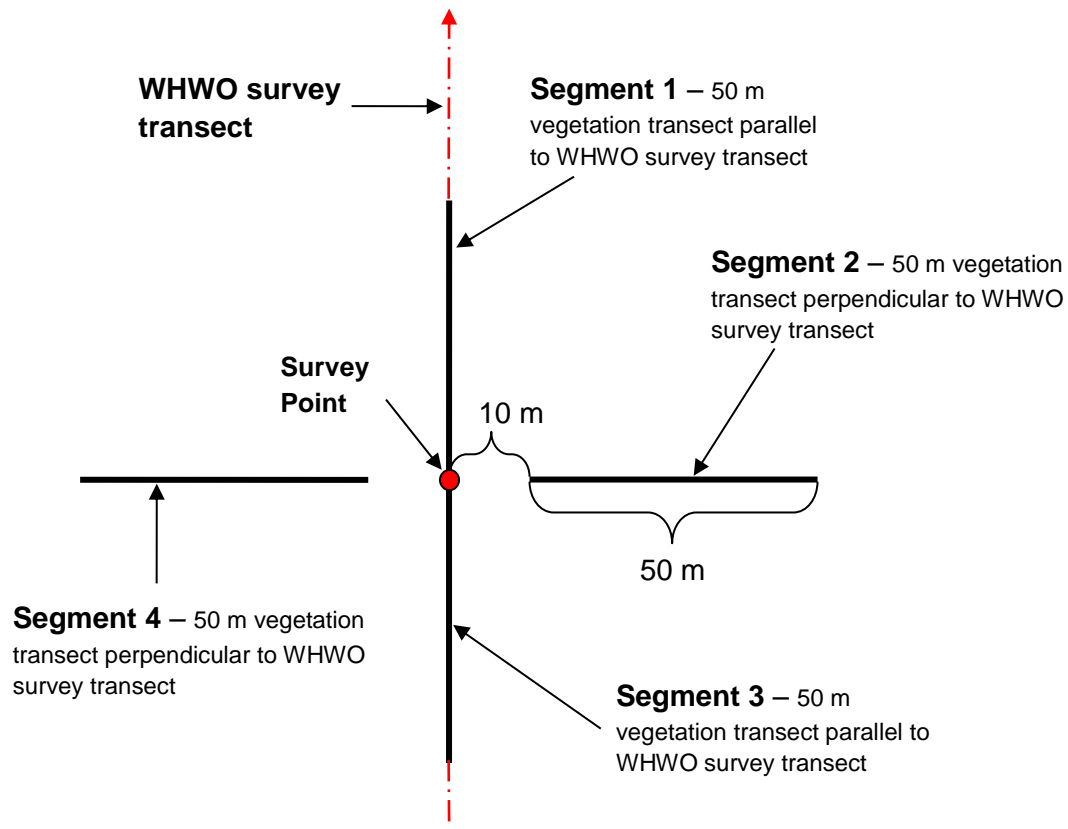 WHWO survey
transect
Segment 1 – 50 m
vegetation transect parallel
to WHWO survey transect
Segment 2 – 50 m vegetation
transect perpendicular to WHWO
survey transect
Survey
Point
10 m
50 m
Segment 4 – 50 m vegetation
transect perpendicular to WHWO
survey transect
Segment 3 – 50 m
vegetation transect parallel to
WHWO survey transect